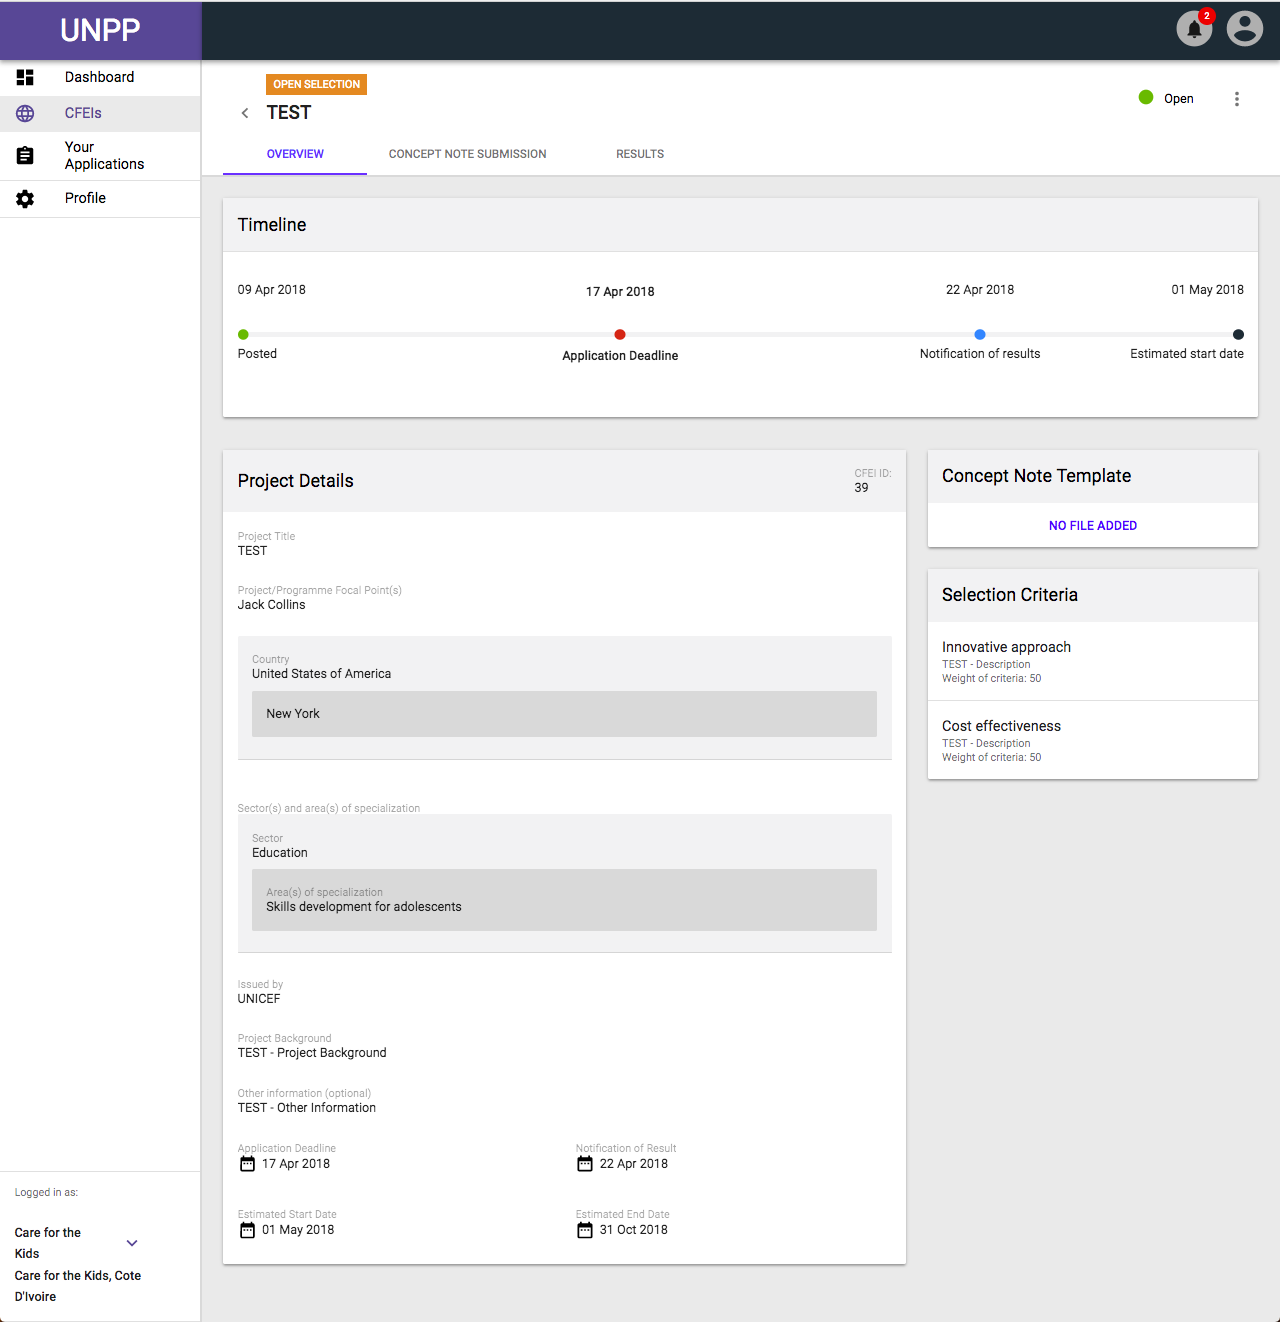 UNPP
2
Dashboard
CFEIs
Your
Applications
Profile
OPEN SELECTION
TEST
Open
OVERVIEW
CONCEPT NOTE SUBMISSION
RESULTS
Timeline
09 Apr 2018
17 Apr 2018
22 Apr 2018
01 May 2018
Posted
Application Deadline
Notification of results
Estimated start date
Project Details
CFEI ID:
39
Project Title
TEST
Project/Programme Focal Point(s)
Jack Collins
Country
United States of America
New York
Sector(s) and area(s) of specialization
Sector
Education
Area(s) of specialization
Skills development for adolescents
Issued by
UNICEF
Project Background
TEST - Project Background
Other information (optional)
TEST - Other Information
Application Deadline
17 Apr 2018
Notification of Result
22 Apr 2018
Estimated Start Date
01 May 2018
Estimated End Date
31 Oct 2018
Concept Note Template
NO FILE ADDED
Selection Criteria
Innovative approach
TEST - Description
Weight of criteria: 50
Cost effectiveness
TEST - Description
Weight of criteria: 50
Logged in as:
Care for the
Kids
Care for the Kids, Cote
D'Ivoire